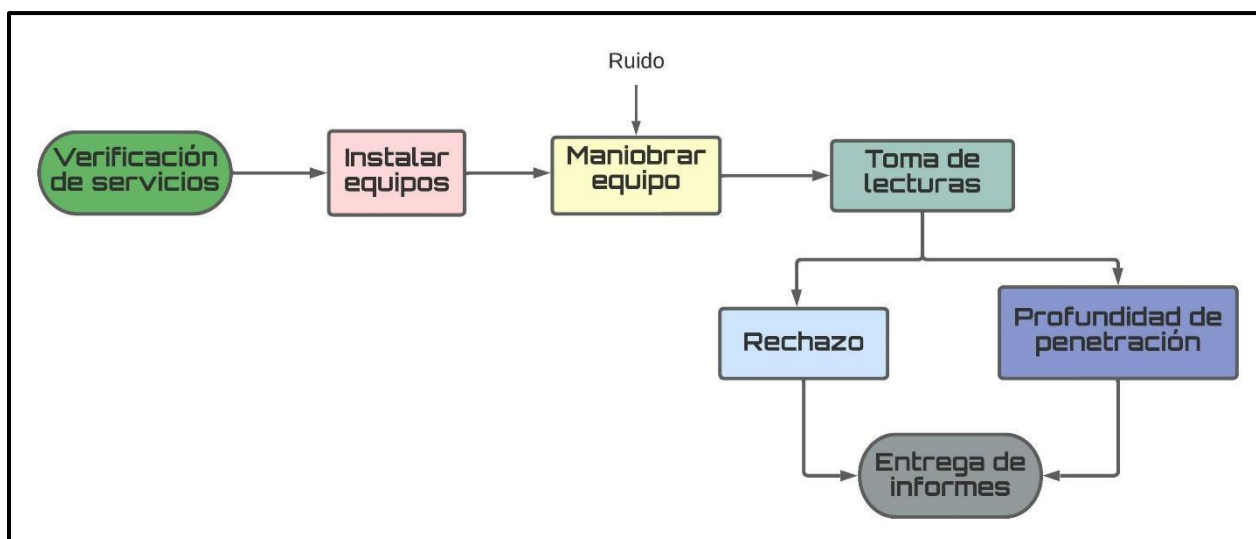 Ruido
Verificación
de servicios
Instalar
equipos
Maniobrar
equipo
Toma de
lecturas
Rechazo
Profundidad de
penetración
Entrega de
informes